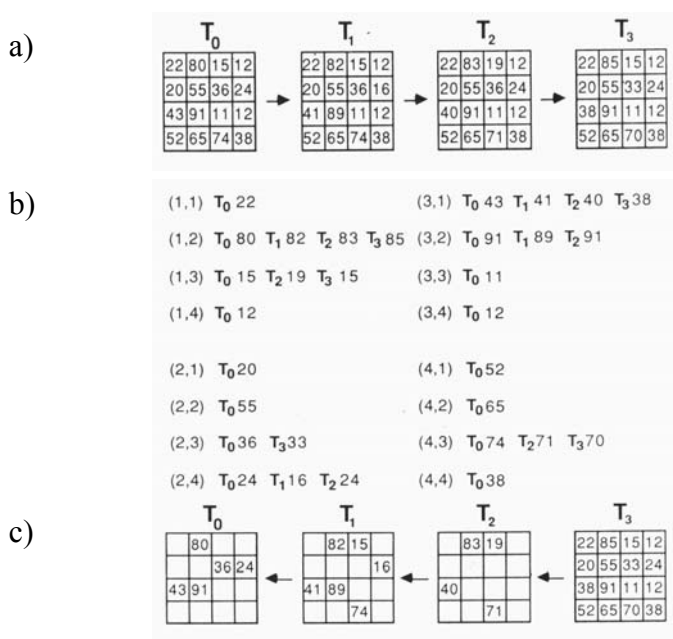 a)
T0 T1 T2 T3
22 80 15 12 22 82 15 12 22 83 19 12 22 85 15 12
20 55 36 24 20 55 36 16 20 55 36 24 20 55 33 24
43 91 11 12 41 89 11 12 40 91 11 12 38 91 11 12
52 65 74 38 52 65 74 38 52 65 71 38 52 65 70 38
b)
(1,1) T0 22
(1,2) T0 80 T1 82 T2 83 T3 85
(1,3) T0 15 T2 19 T3 15
(1,4) T0 12
(2,1) T0 20
(2,2) T0 55
(2,3) T0 36 T3 33
(2,4) T0 24 T1 16 T2 24
(3,1) T0 43 T1 41 T2 40 T3 38
(3,2) T0 91 T1 89 T2 91
(3,3) T0 11
(3,4) T0 12
(4,1) T0 52
(4,2) T0 65
(4,3) T0 74 T2 71 T3 70
(4,4) T0 38
c)
T0 T1 T2 T3
80 82 15 83 19 22 85 15 12
36 24 16 20 55 33 24
43 91 41 89 40 38 91 11 12
74 71 52 65 70 38